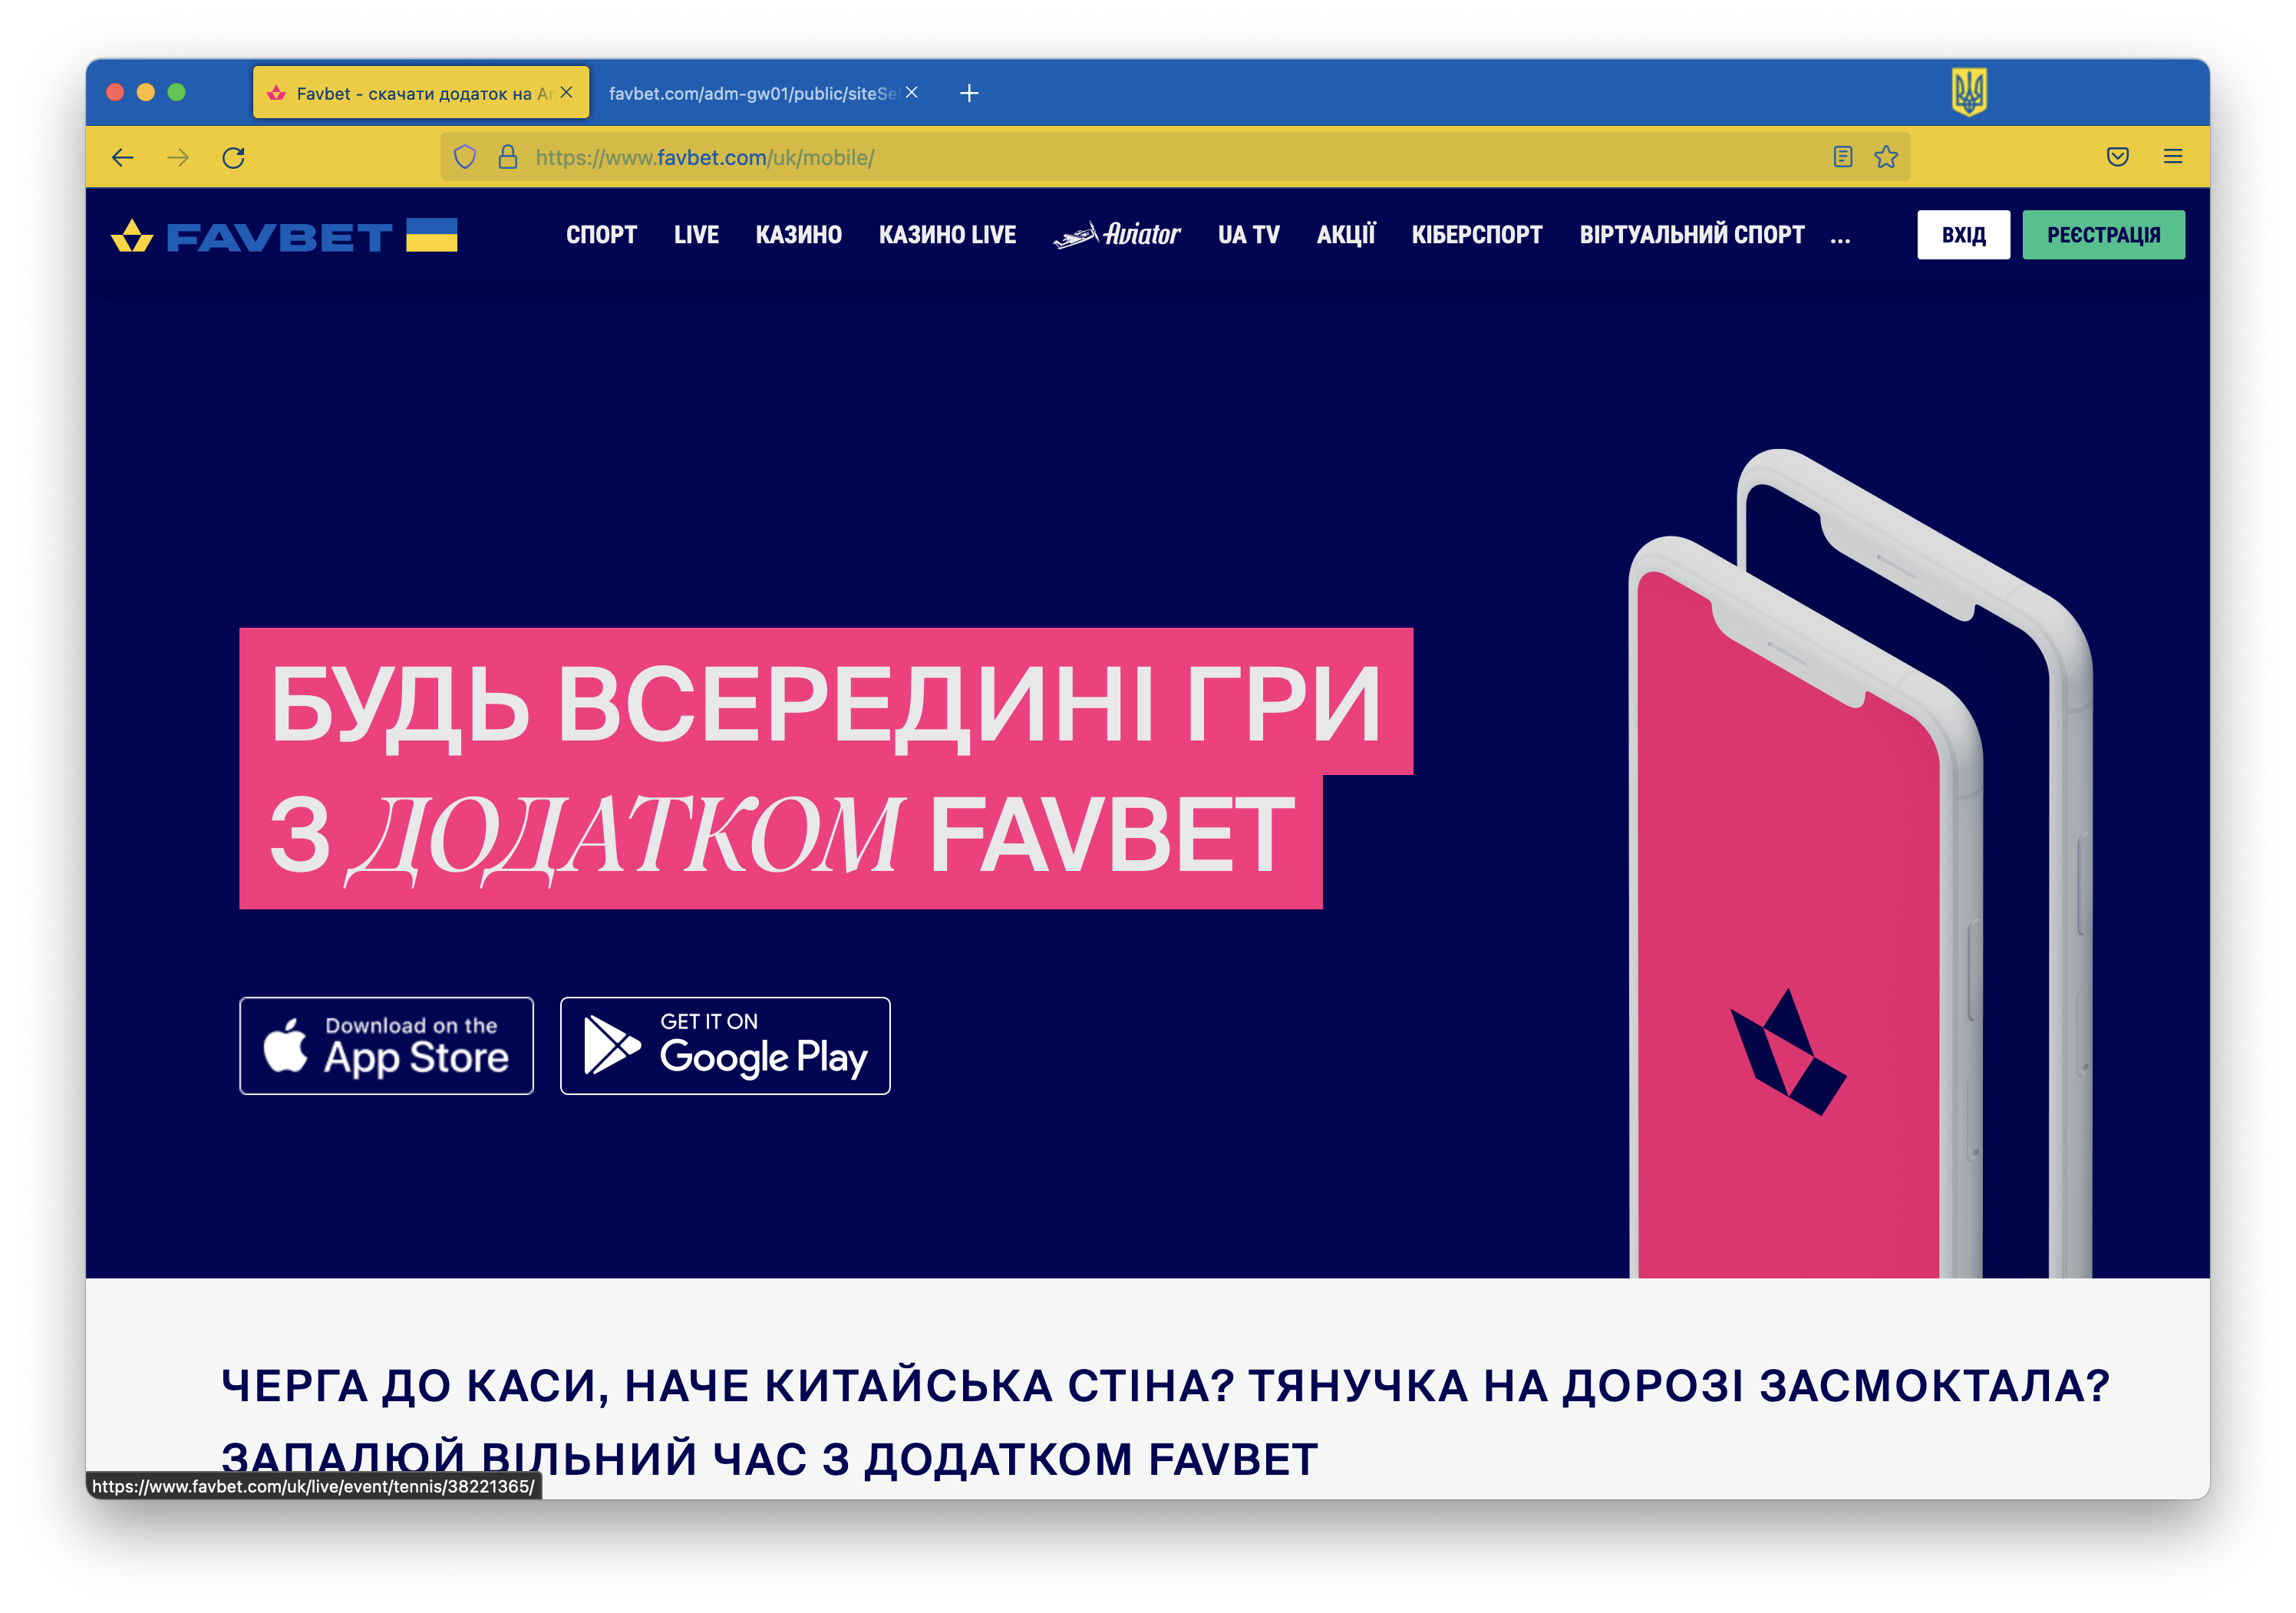 Favbet - скачати додаток на An
favbet.com/adm-gw01/public/siteSe
https://www.favbet.com/uk/mobile/
FAVBET
СПОРТ LIVE КАЗИНО КАЗИНО LIVE Aviator UA TV АКЦІЇ КІБЕРСПОРТ ВІРТУАЛЬНИЙ СПОРТ ... ВХІД РЕЄСТРАЦІЯ
БУДЬ ВСЕРЕДИНІ ГРИ
З ДОДАТКОМ FAVBET
Download on the
App Store
GET IT ON
Google Play
ЧЕРГА ДО КАСИ, НАЧЕ КИТАЙСЬКА СТІНА? ТЯНУЧКА НА ДОРОЗІ ЗАСМОКТАЛА?
ЗАПАЛЮЙ ВІЛЬНИЙ ЧАС З ДОДАТКОМ FAVBET
https://www.favbet.com/uk/live/event/tennis/38221365/